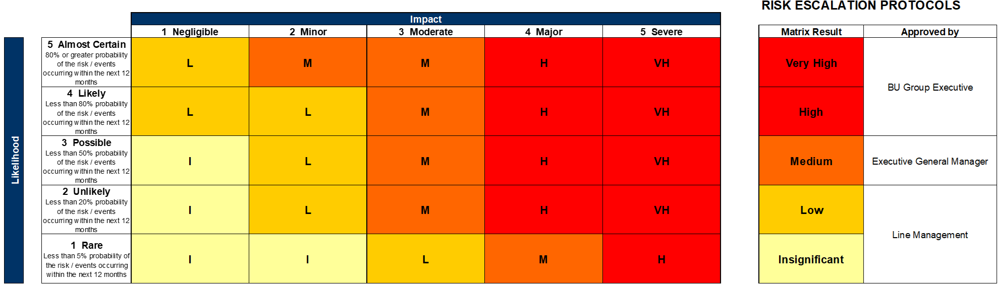 RISK ESCALATION PROTOCOLS
Impact
1 Negligible
2 Minor
3 Moderate
4 Major
5 Severe
Matrix Result
Approved by
Likelihood
5 Almost Certain
80% or greater probability
of the risk / events
occurring within the next 12
months
L
M
M
H
VH
Very High
BU Group Executive
4 Likely
Less than 80% probability
of the risk / events
occurring within the next 12
months
L
L
M
H
VH
High
3 Possible
Less than 50% probability
of the risk / events
occurring within the next 12
months
I
L
M
H
VH
Medium
Executive General Manager
2 Unlikely
Less than 20% probability
of the risk / events
occurring within the next 12
months
I
L
M
H
VH
Low
Line Management
1 Rare
Less than 5% probability of
the risk / events occurring
within the next 12 months
I
I
L
M
H
Insignificant